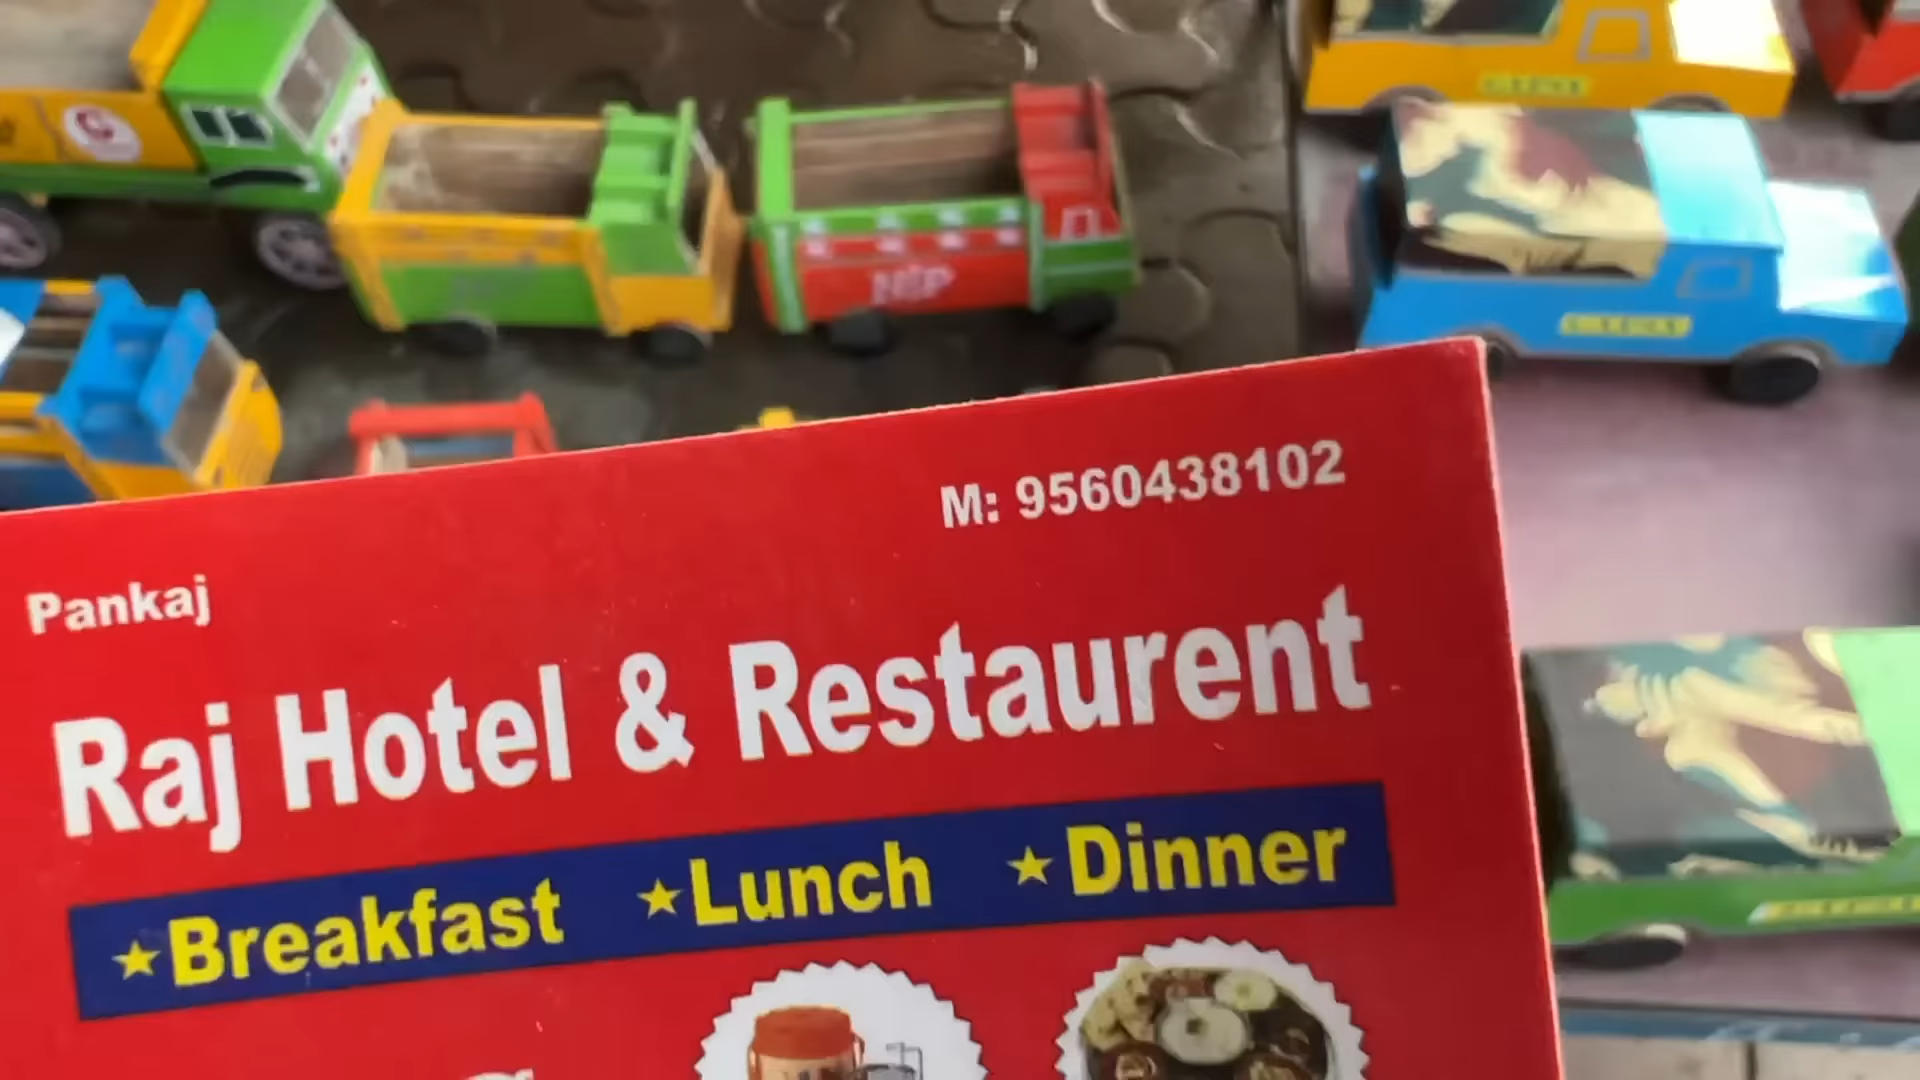 M: 9560438102
Pankaj
Raj Hotel & Restaurent
★Breakfast ★Lunch ★Dinner
G